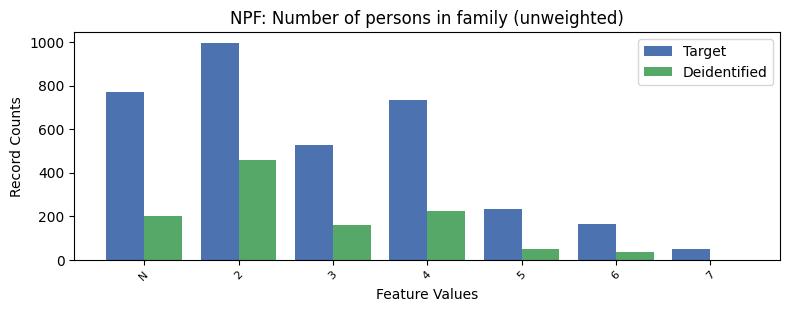 NPF: Number of persons in family (unweighted)
Target
Deidentified
Record Counts
1000
800
600
400
200
0
N 2 3 4 5 6 7
Feature Values